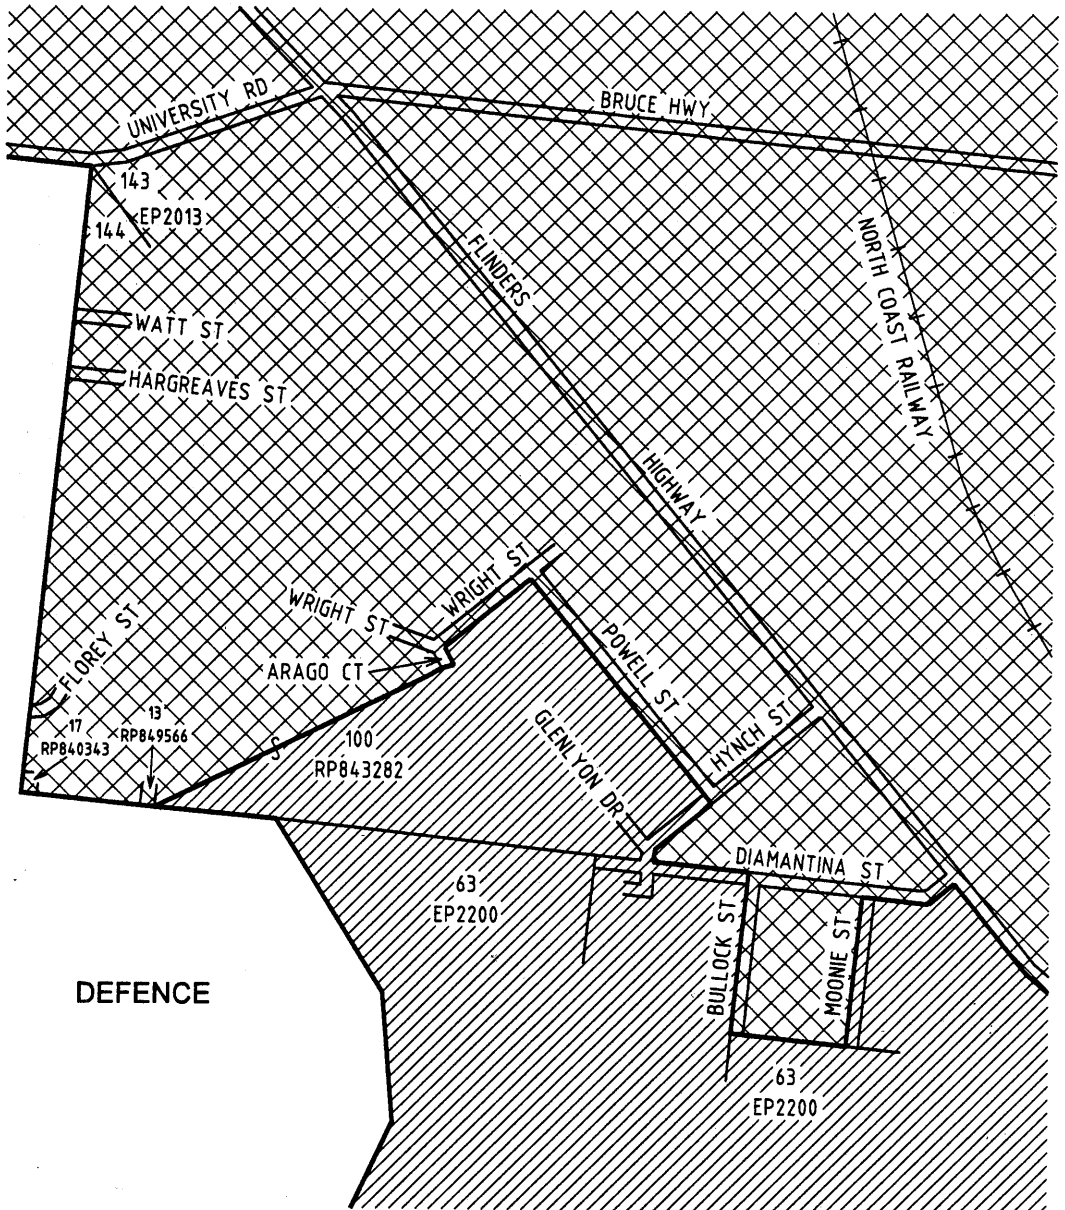 UNIVERSITY RD
BRUCE HWY
143
EP2013
144
FLINDERS
NORTH COAST RAILWAY
WATT ST
HARGREAVES ST
HIGHWAY
WRIGHT ST
WRIGHT ST
FLOREY ST
ARAGO CT
POWELL ST
17
RP840343
13
RP849566
S
100
RP843282
GLENLYON DR
HYNCH ST
DIAMANTINA ST
63
EP2200
BULLOCK ST
MOONIE ST
DEFENCE
63
EP2200